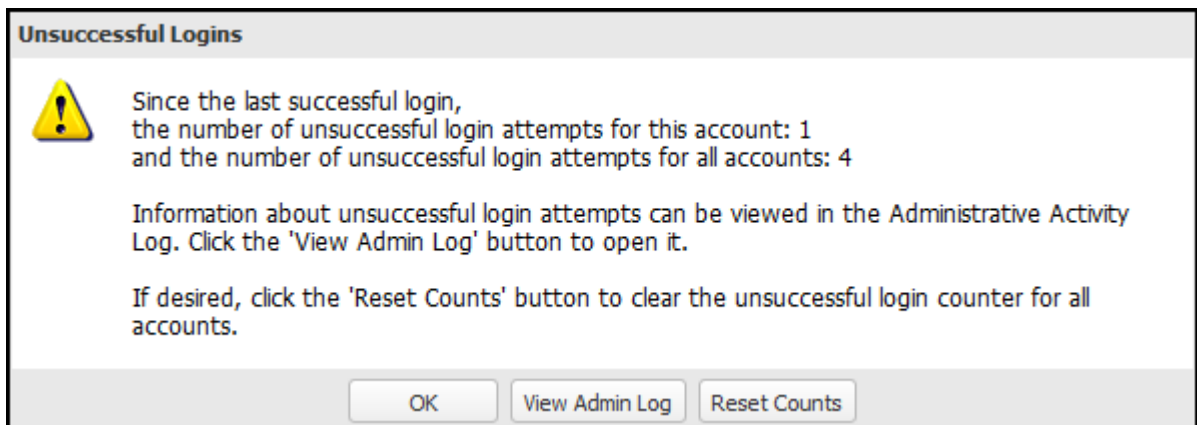 Unsuccessful Logins
Since the last successful login,
the number of unsuccessful login attempts for this account: 1
and the number of unsuccessful login attempts for all accounts: 4
Information about unsuccessful login attempts can be viewed in the Administrative Activity
Log. Click the 'View Admin Log' button to open it.
If desired, click the 'Reset Counts' button to clear the unsuccessful login counter for all
accounts.
OK View Admin Log Reset Counts